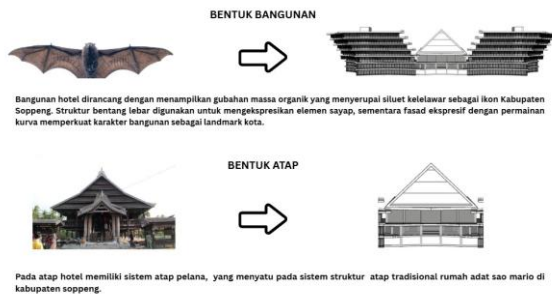 BENTUK BANGUNAN
Bangunan hotel dirancang dengan menampilkan gubahan massa organik yang menyerupai siluet kelelawar sebagai ikon Kabupaten
Soppeng. Struktur bentang lebar digunakan untuk mengekspresikan elemen sayap, sementara fasad ekspresif dengan permainan
kurva memperkuat karakter bangunan sebagai landmark kota.
BENTUK ATAP
Pada atap hotel memiliki sistem atap pelana, yang menyatu pada sistem struktur atap tradisional rumah adat sao mario di
kabupaten soppeng.